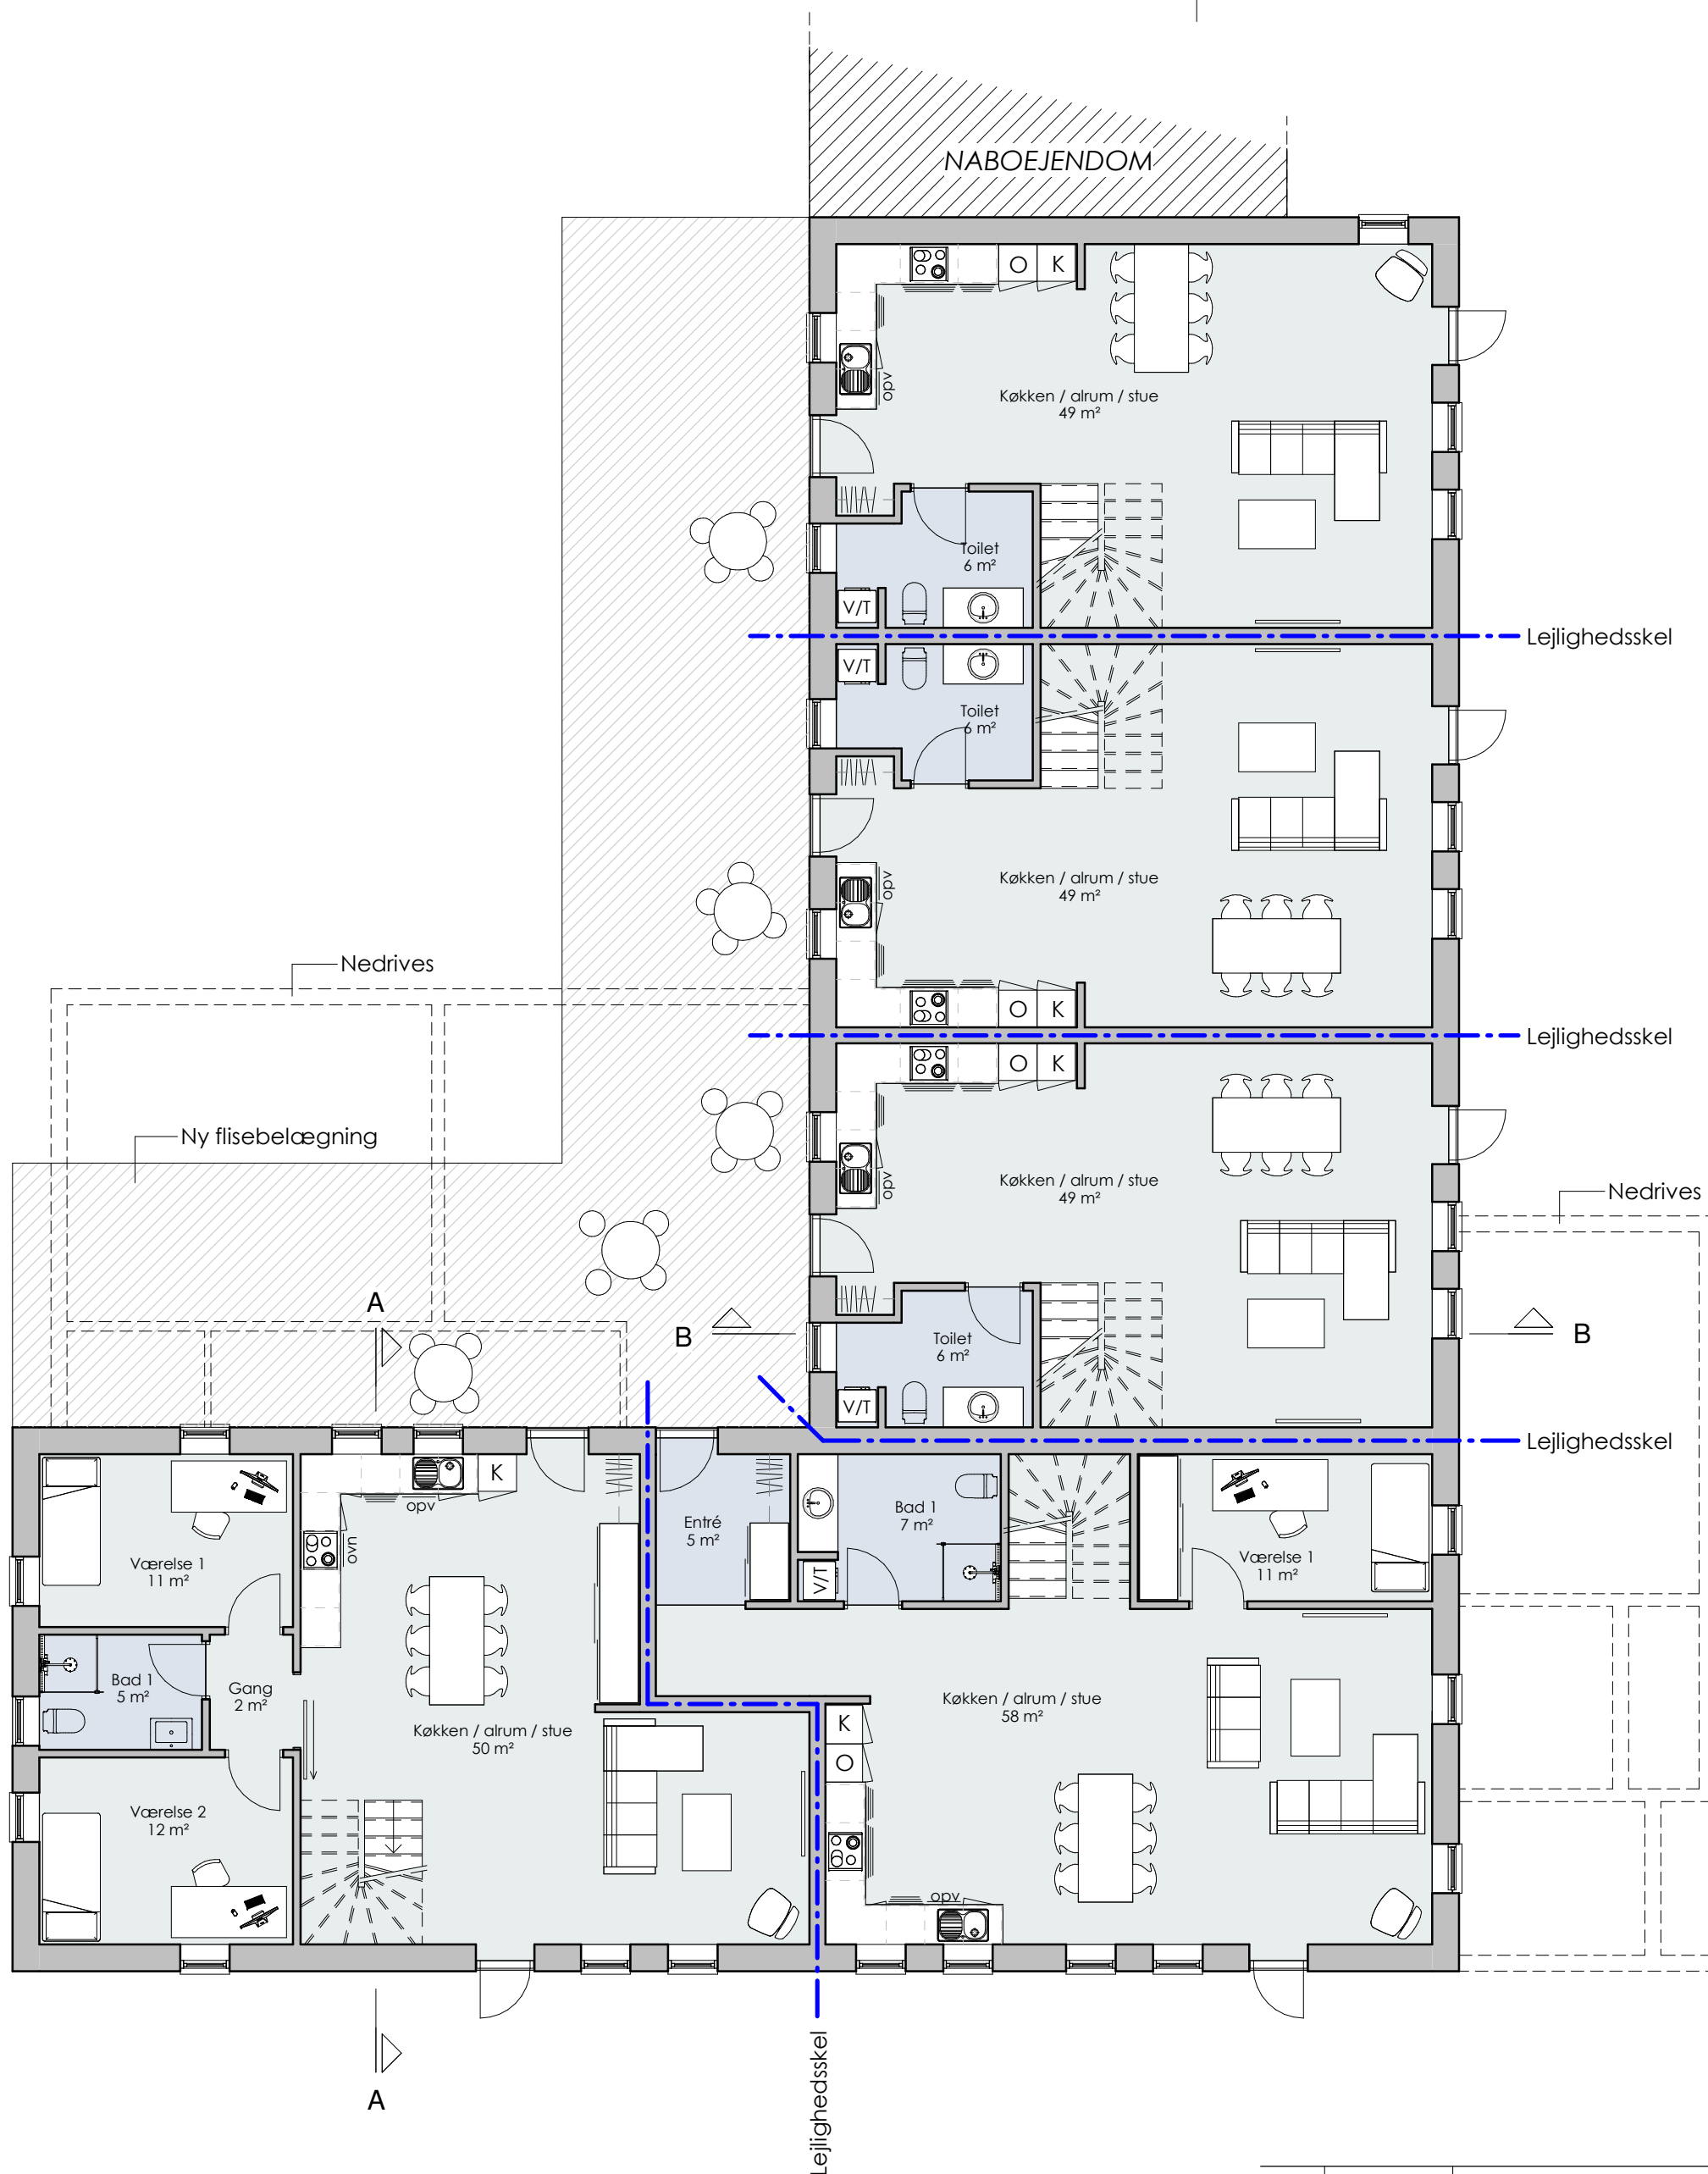 NABOEJENDOM
O
K
opv
Køkken / alrum / stue
49 m²
Toilet
6 m²
V/T
Lejlighedsskel
V/T
Toilet
6 m²
opv
Køkken / alrum / stue
49 m²
Nedrives
O
K
Lejlighedsskel
O
K
Ny flisebelægning
opv
Køkken / alrum / stue
49 m²
Nedrives
A
B
B
Toilet
6 m²
V/T
Lejlighedsskel
K
opv
ovn
Værelse 1
11 m²
Entré
5 m²
Bad 1
7 m²
V/T
Værelse 1
11 m²
Bad 1
5 m²
Gang
2 m²
Køkken / alrum / stue
50 m²
Køkken / alrum / stue
58 m²
K
O
Værelse 2
12 m²
opv
A
Lejlighedsskel